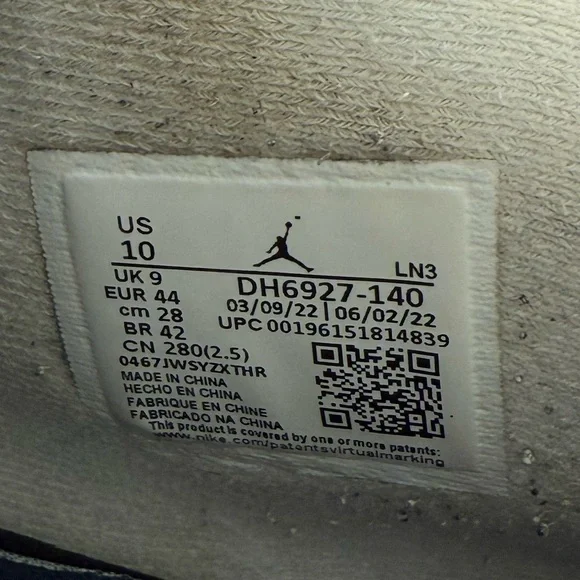 US
10
LN3
UK 9
DH6927-140
EUR 44
03/09/22 | 06/02/22
cm 28
UPC 00196151814839
BR 42
CN 280(2.5)
0467JWSYZXTHR
MADE IN CHINA
HECHO EN CHINA
FABRIQUE EN CHINE
FABRICADO NA CHINA
This product is covered by one or more patents:
www.nike.com/patentsvirtualmarking